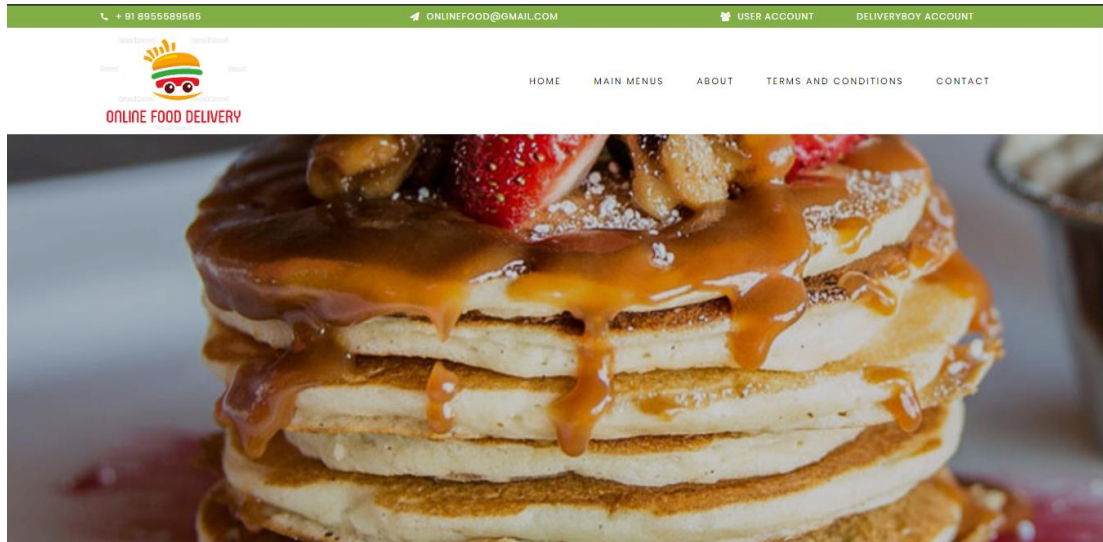 + 91 8955589565
ONLINEFOOD@GMAIL.COM
USER ACCOUNT
DELIVERYBOY ACCOUNT
ONLINE FOOD DELIVERY
HOME
MAIN MENUS
ABOUT
TERMS AND CONDITIONS
CONTACT